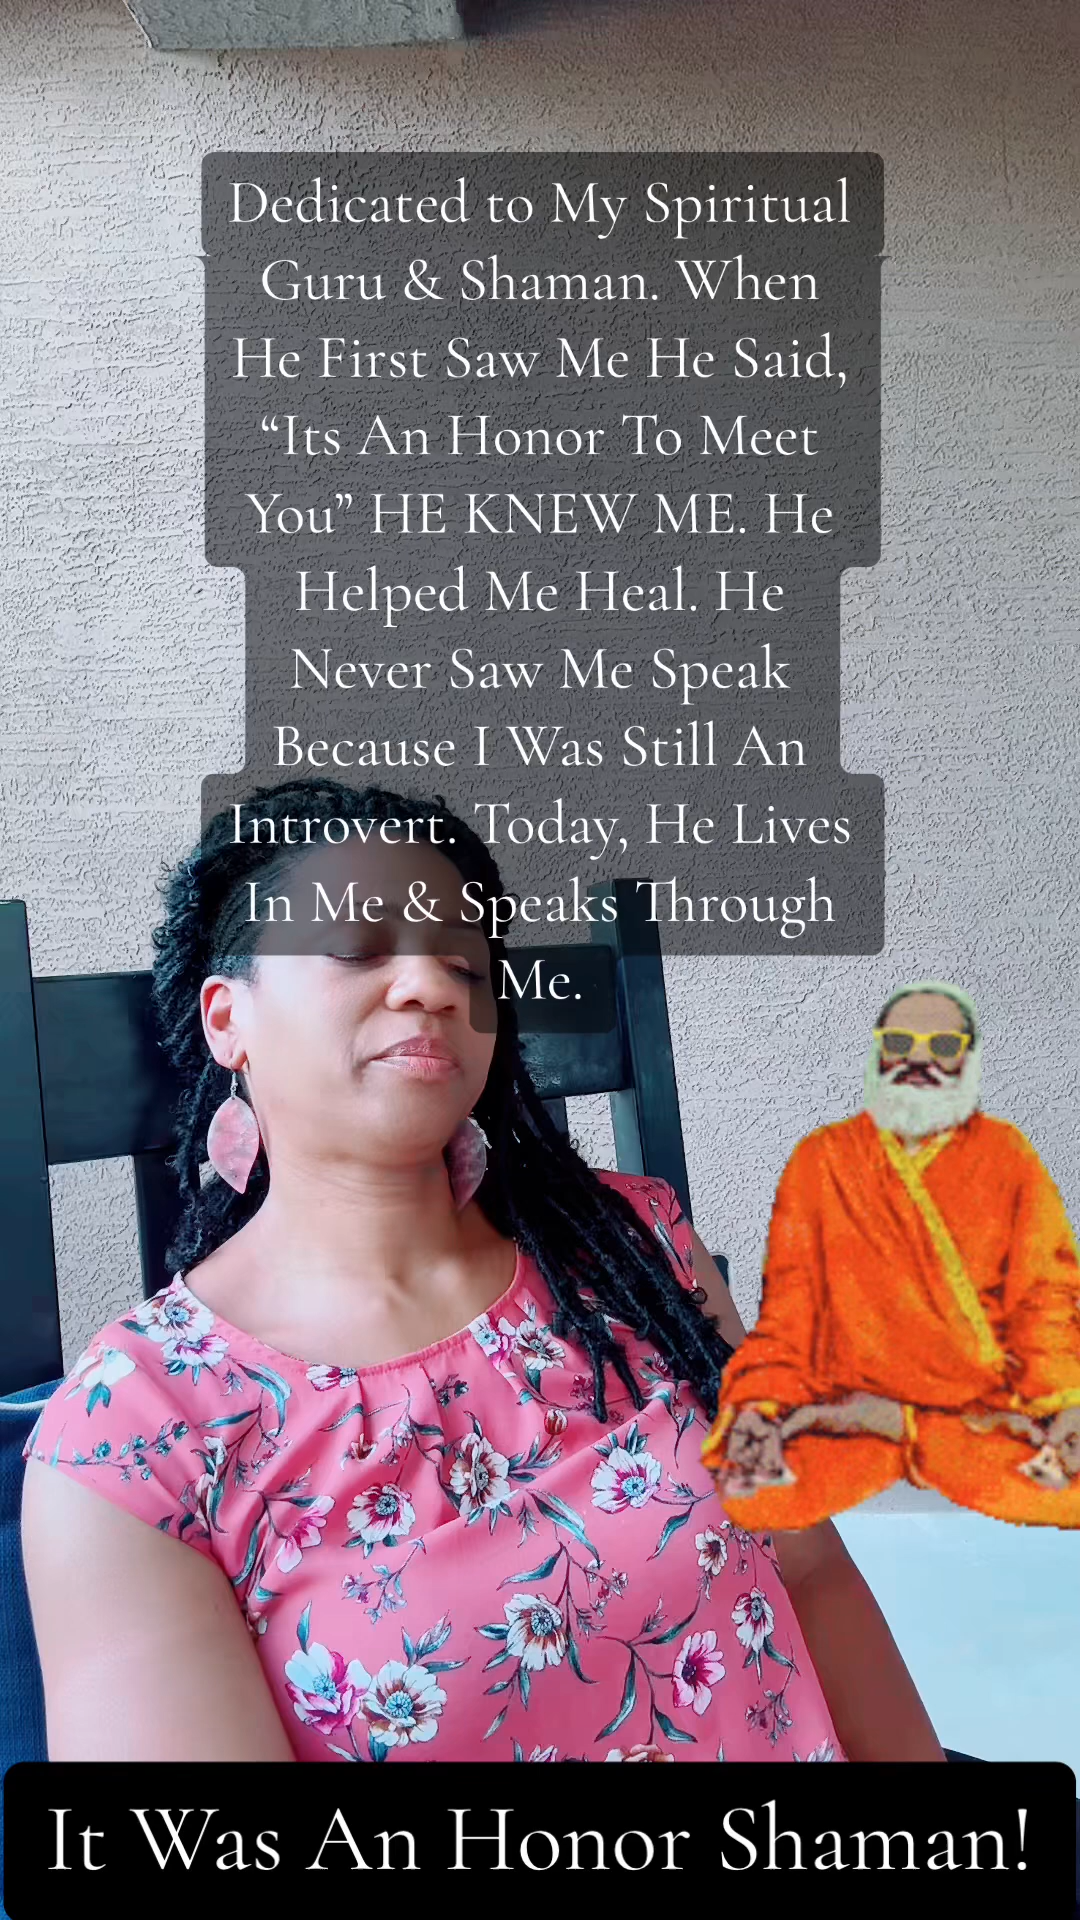 Dedicated to My Spiritual
Guru & Shaman. When
He First Saw Me He Said,
“Its An Honor To Meet
You” HE KNEW ME. He
Helped Me Heal. He
Never Saw Me Speak
Because I Was Still An
Introvert. Today, He Lives
In Me & Speaks Through
Me.
It Was An Honor Shaman!